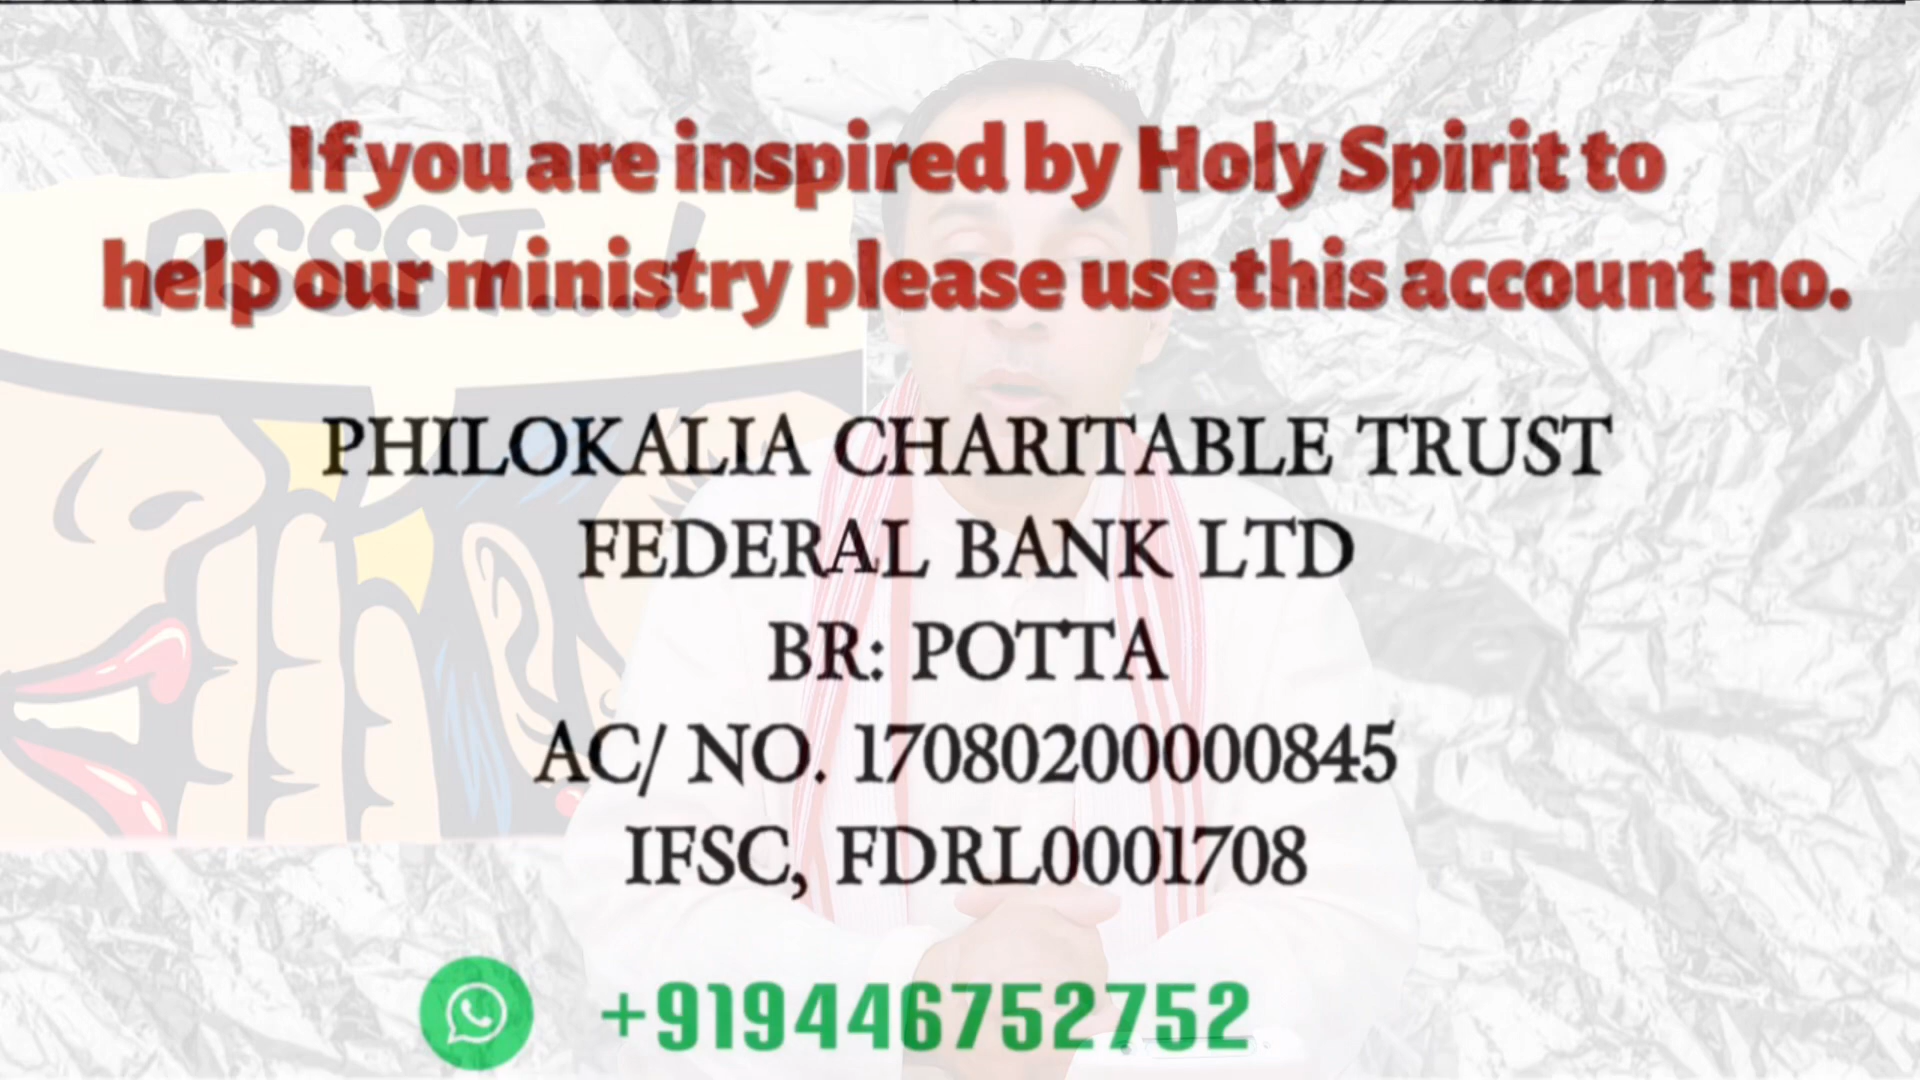 If you are inspired by Holy Spirit to
help our ministry please use this account no.
PSSST...!
PHILOKALIA CHARITABLE TRUST
FEDERAL BANK LTD
BR: POTTA
AC/ NO. 17080200000845
IFSC, FDRL0001708
+919446752752